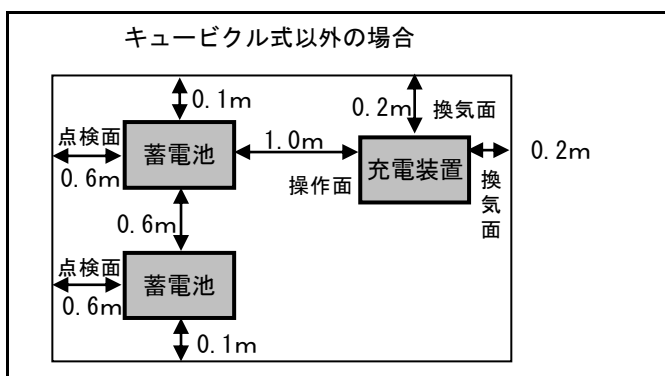 キュービクル式以外の場合
0.1m
0.2m 換気面
点検面
0.6m
蓄電池
1.0m
操作面
充電装置
0.2m
換気面
0.6m
点検面
0.6m
蓄電池
0.1m